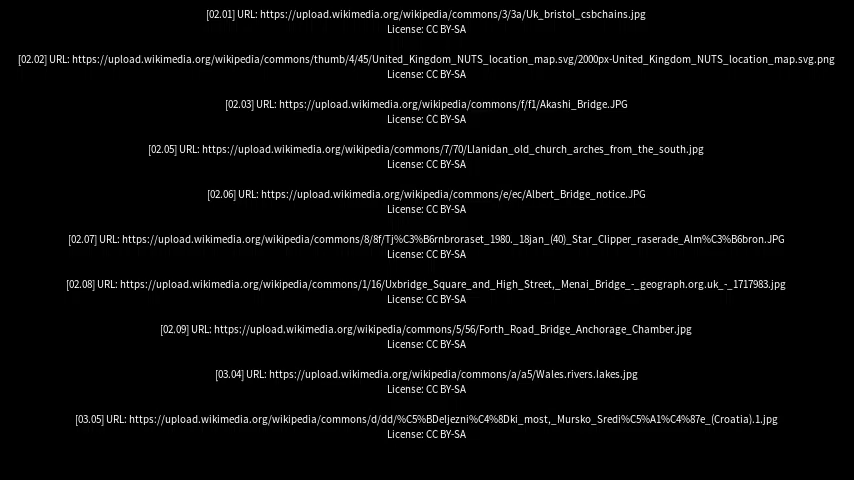 [02.01] URL: https://upload.wikimedia.org/wikipedia/commons/3/3a/Uk_bristol_csbchains.jpg
License: CC BY-SA
[02.02] URL: https://upload.wikimedia.org/wikipedia/commons/thumb/4/45/United_Kingdom_NUTS_location_map.svg/2000px-United_Kingdom_NUTS_location_map.svg.png
License: CC BY-SA
[02.03] URL: https://upload.wikimedia.org/wikipedia/commons/f/f1/Akashi_Bridge.JPG
License: CC BY-SA
[02.05] URL: https://upload.wikimedia.org/wikipedia/commons/7/70/Llanidan_old_church_arches_from_the_south.jpg
License: CC BY-SA
[02.06] URL: https://upload.wikimedia.org/wikipedia/commons/e/ec/Albert_Bridge_notice.JPG
License: CC BY-SA
[02.07] URL: https://upload.wikimedia.org/wikipedia/commons/8/8f/Tj%C3%B6rnbroraset_1980._18jan_(40)_Star_Clipper_raserade_Alm%C3%B6bron.JPG
License: CC BY-SA
[02.08] URL: https://upload.wikimedia.org/wikipedia/commons/1/16/Uxbridge_Square_and_High_Street,_Menai_Bridge_-_geograph.org.uk_-_1717983.jpg
License: CC BY-SA
[02.09] URL: https://upload.wikimedia.org/wikipedia/commons/5/56/Forth_Road_Bridge_Anchorage_Chamber.jpg
License: CC BY-SA
[03.04] URL: https://upload.wikimedia.org/wikipedia/commons/a/a5/Wales.rivers.lakes.jpg
License: CC BY-SA
[03.05] URL: https://upload.wikimedia.org/wikipedia/commons/d/dd/%C5%BDeljezni%C4%8Dki_most,_Mursko_Sredi%C5%A1%C4%87e_(Croatia).1.jpg
License: CC BY-SA